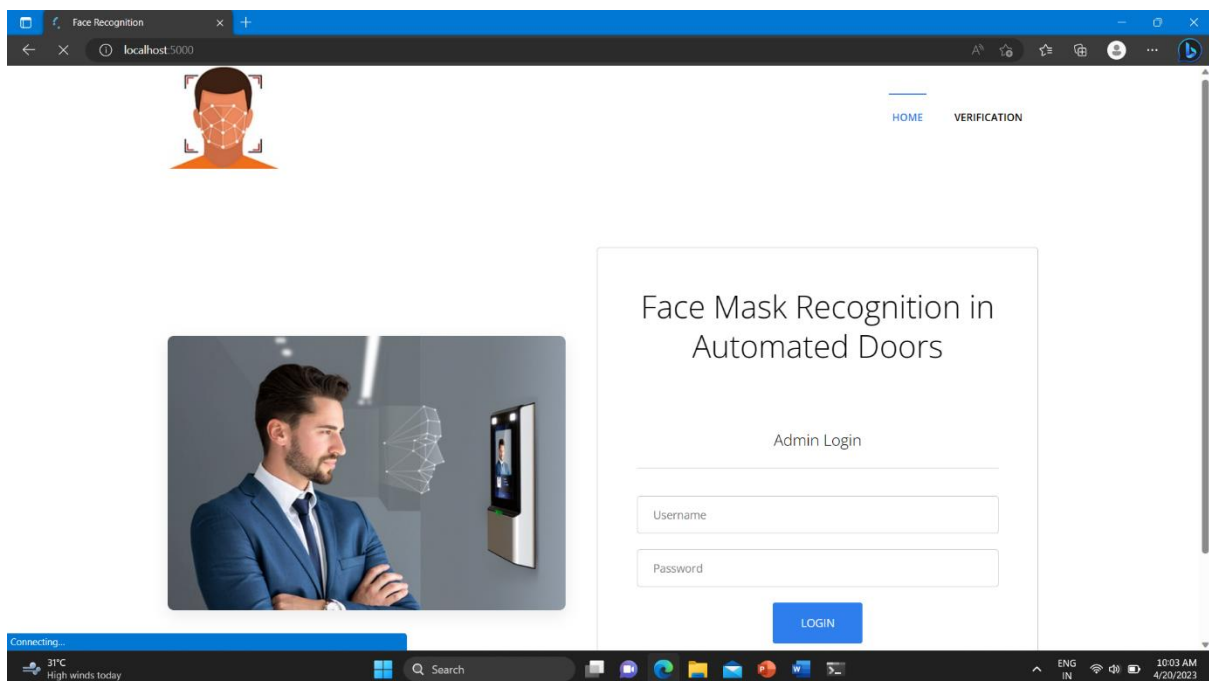 Face Recognition
localhost:5000
HOME VERIFICATION
Face Mask Recognition in
Automated Doors
Admin Login
Username
Password
LOGIN
Connecting...
31°C
High winds today
Search
ENG
IN
10:03 AM
4/20/2023